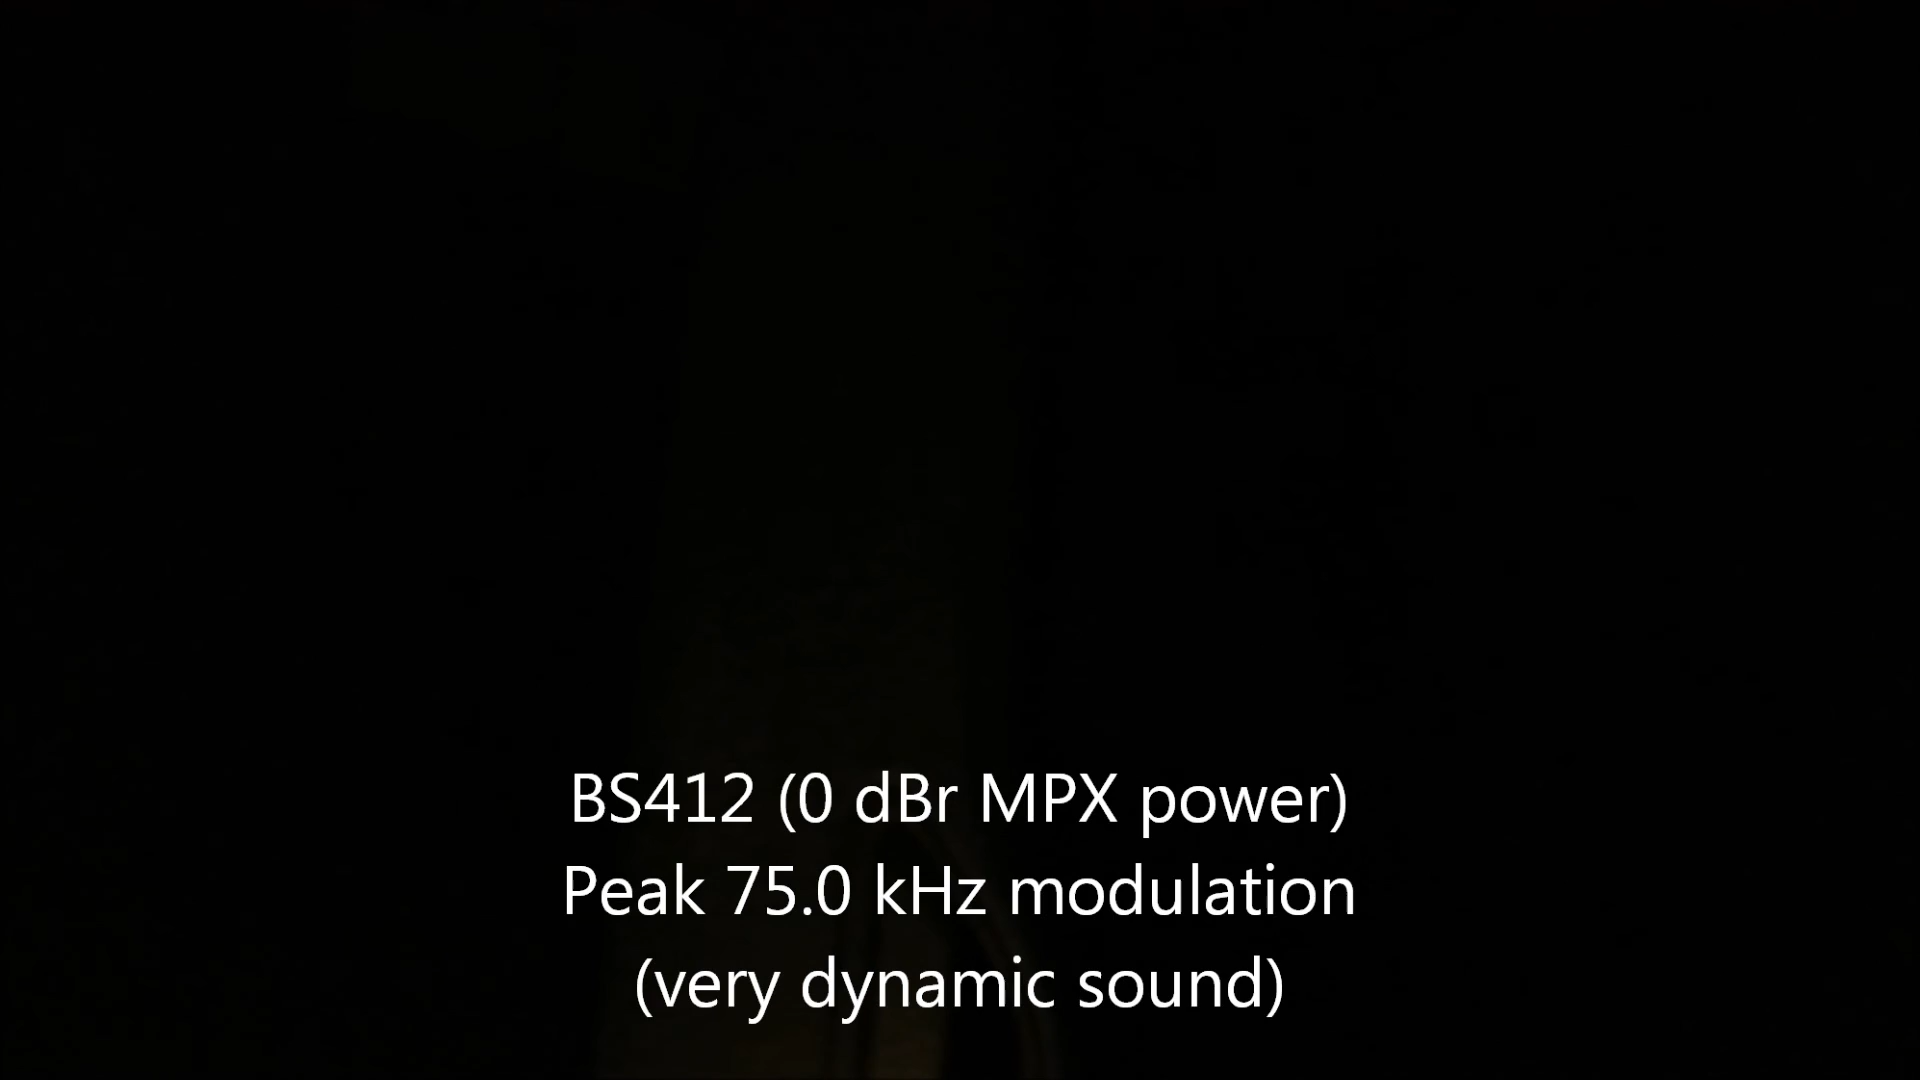 BS412 (0 dBr MPX power)
Peak 75.0 kHz modulation
(very dynamic sound)